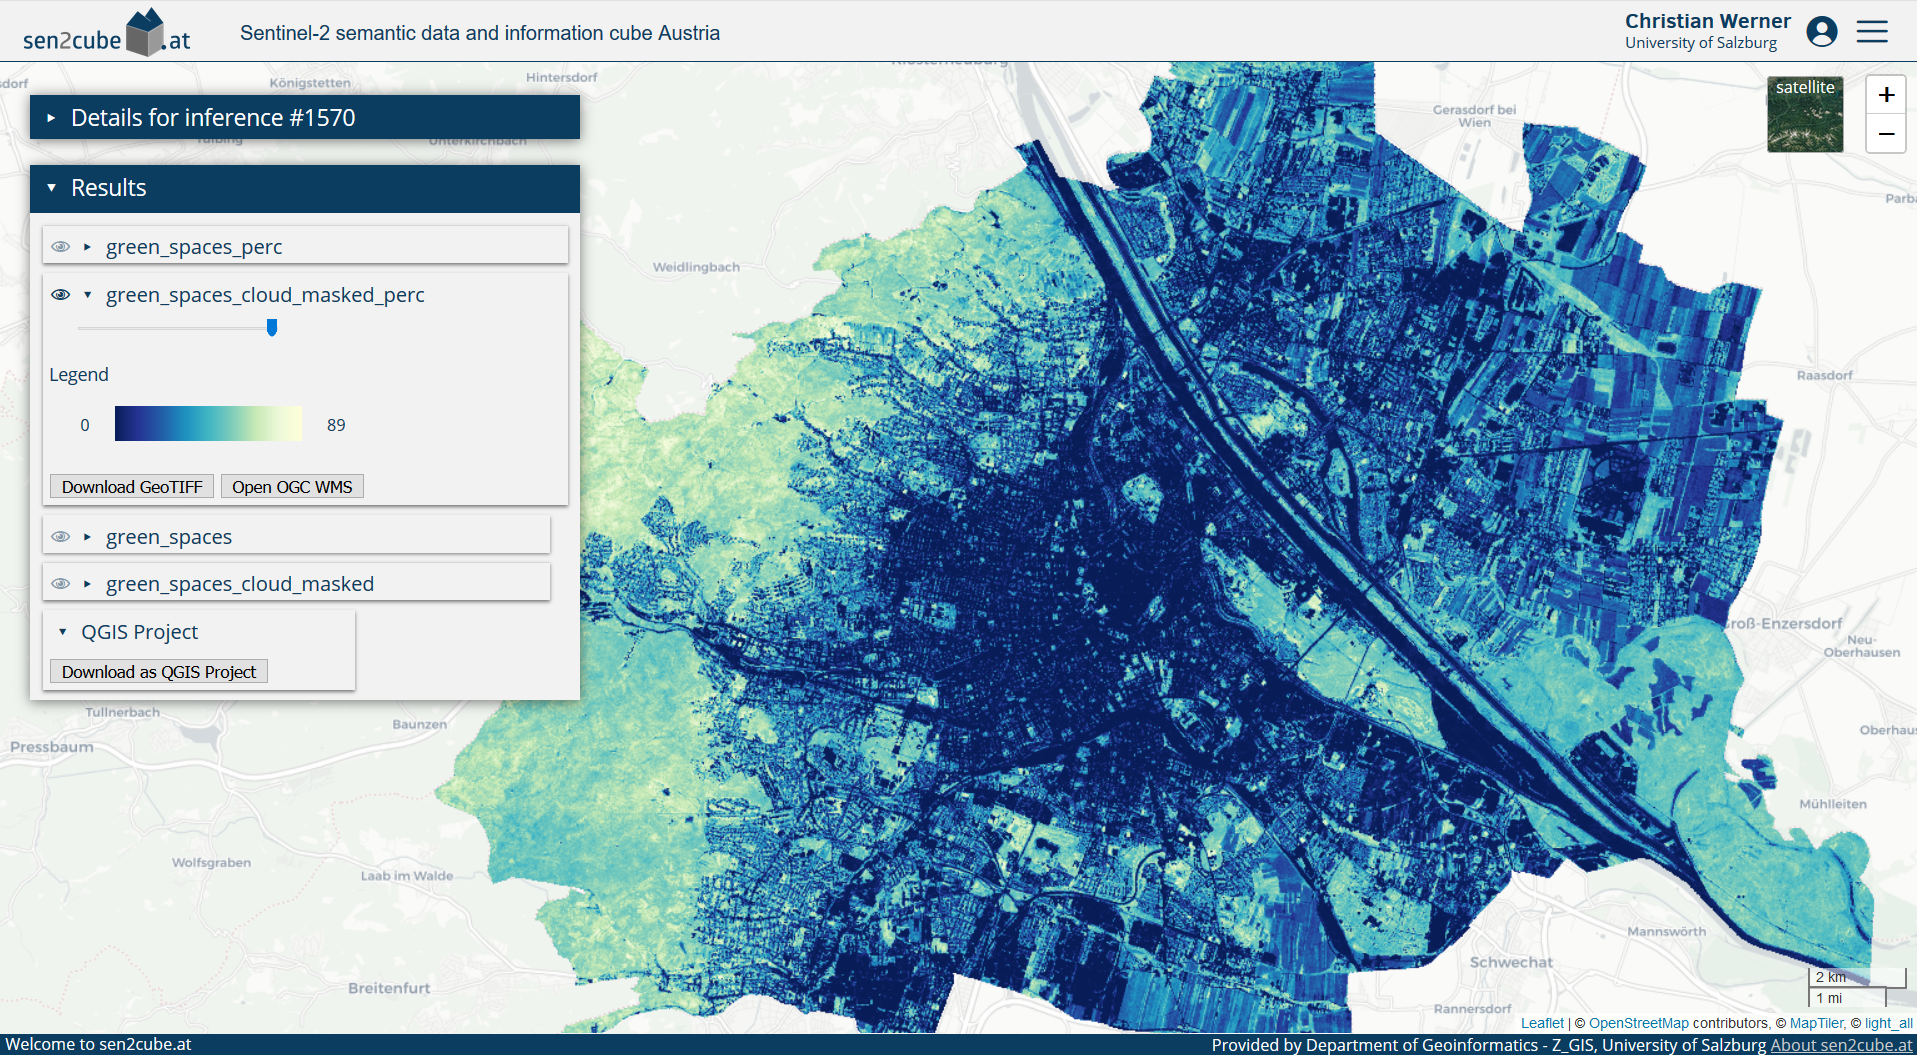 sen2cube.at
Sentinel-2 semantic data and information cube Austria
Christian Werner
University of Salzburg
Klosterneuburg
Königstetten
Hintersdorf
Gerasdorf bei
Wien
satellite
+
−
Details for inference #1570
Tulbing
Unterkirchbach
Results
green_spaces_perc
Weidlingbach
green_spaces_cloud_masked_perc
Legend
0
89
Raasdorf
Download GeoTIFF
Open OGC WMS
green_spaces
green_spaces_cloud_masked
QGIS Project
Download as QGIS Project
Groß-Enzersdorf
Neu-
Oberhausen
Tullnerbach
Baunzen
Pressbaum
Oberhaus
Mühlleiten
Wolfsgraben
Laab im Walde
Mannswörth
Schwechat
Breitenfurt
Rannersdorf
2 km
1 mi
Leaflet | © OpenStreetMap contributors, © MapTiler, © light_all
Welcome to sen2cube.at
Provided by Department of Geoinformatics - Z_GIS, University of Salzburg About sen2cube.at